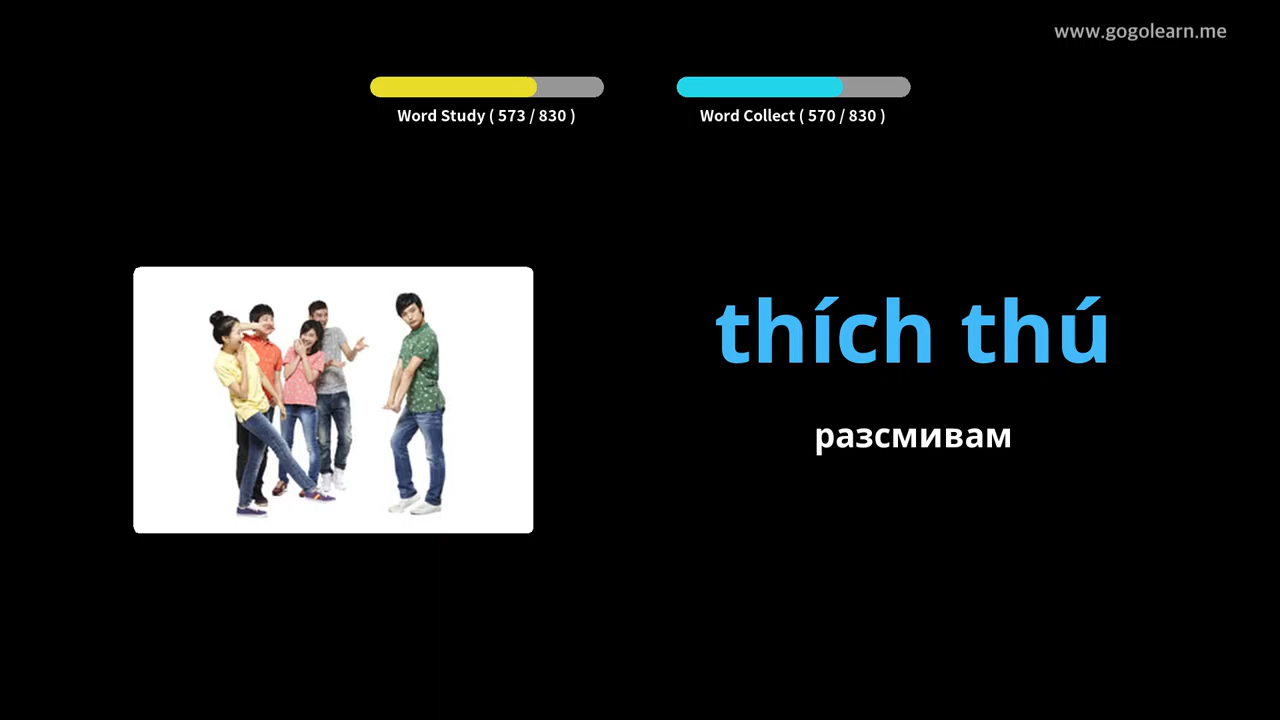 www.gogolearn.me
Word Study ( 573 / 830 )
Word Collect ( 570 / 830 )
thích thú
разсмивам